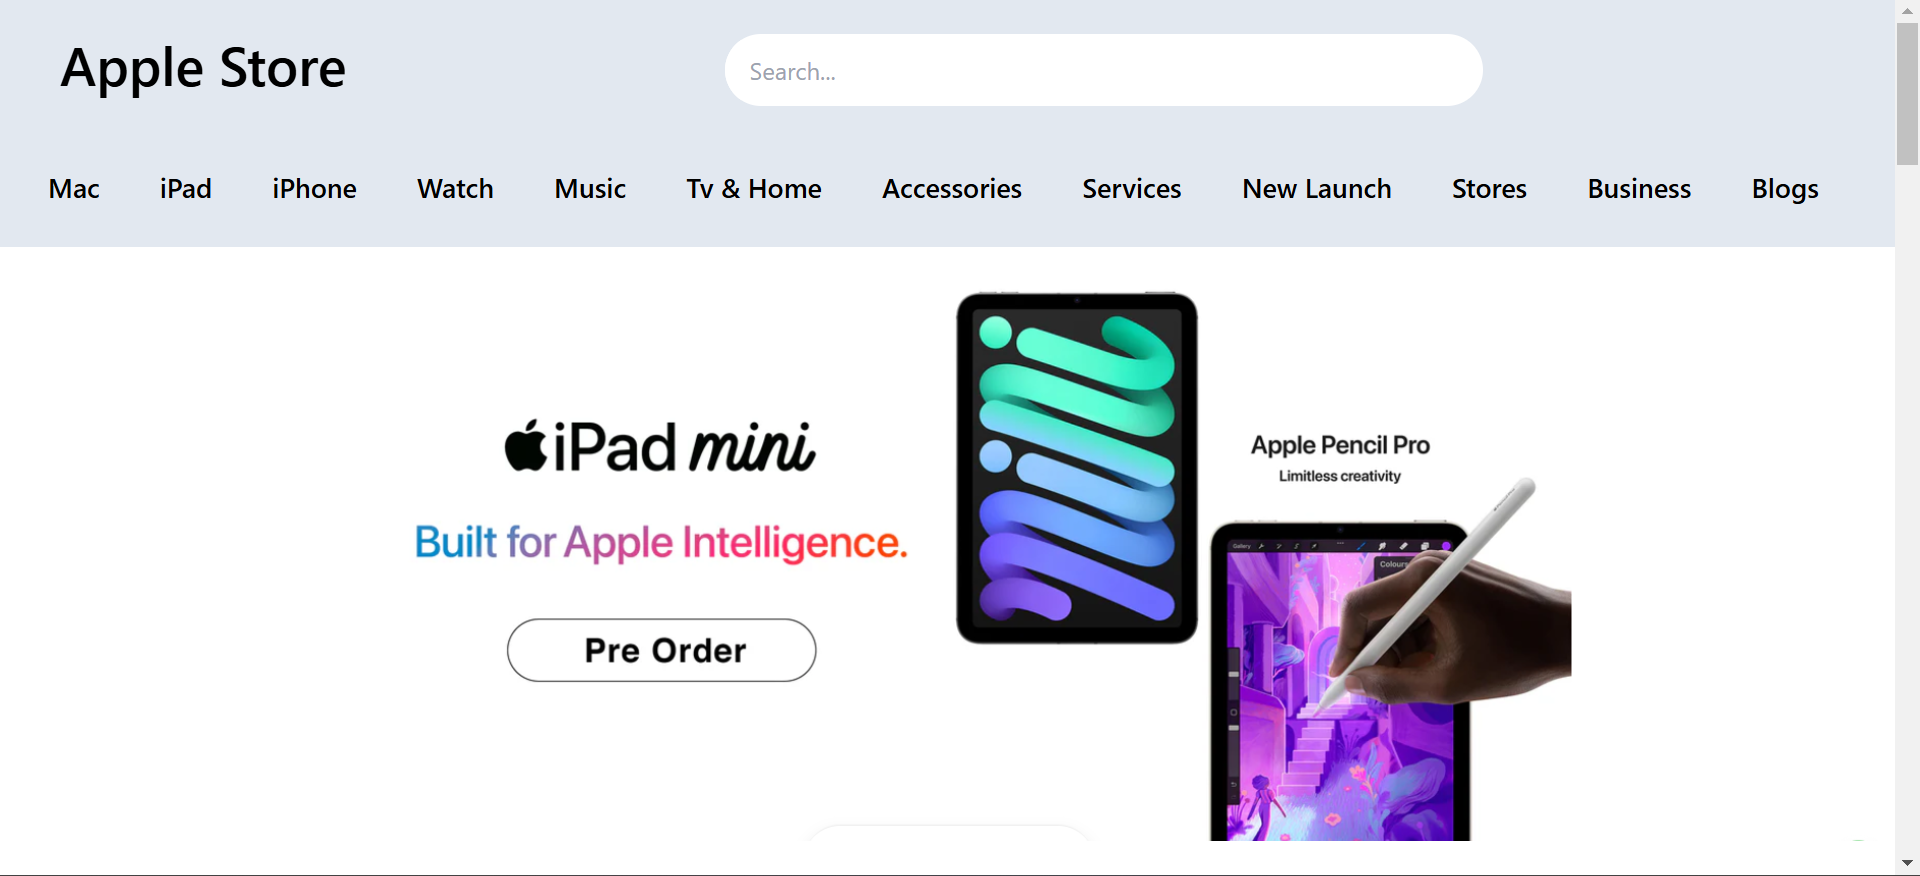 Apple Store
Search...
Mac iPad iPhone Watch Music Tv & Home Accessories Services New Launch Stores Business Blogs
iPad mini
Built for Apple Intelligence.
Pre Order
Apple Pencil Pro
Limitless creativity
Gallery
Colours